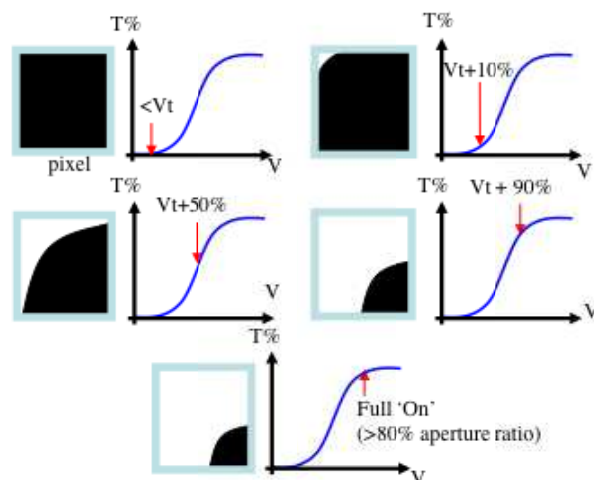 T%
<Vt
pixel
V
T%
Vt+10%
V
T%
Vt+50%
V
T%
Vt + 90%
V
T%
Full ‘On’
(>80% aperture ratio)
V